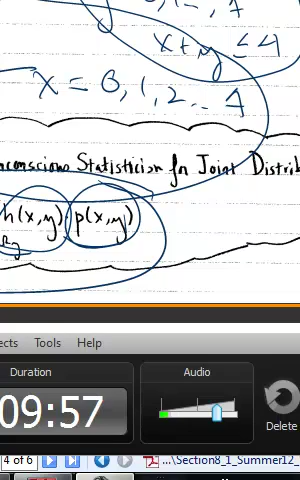 x+y ≤ 4
x = 0, 1, 2 .. 4
nconscious Statistician for Joint Distrib
h(x,y) p(x,y)
ects Tools Help
Duration Audio
09:57
Delete
4 of 6 ...\Section8_1_Summer12_